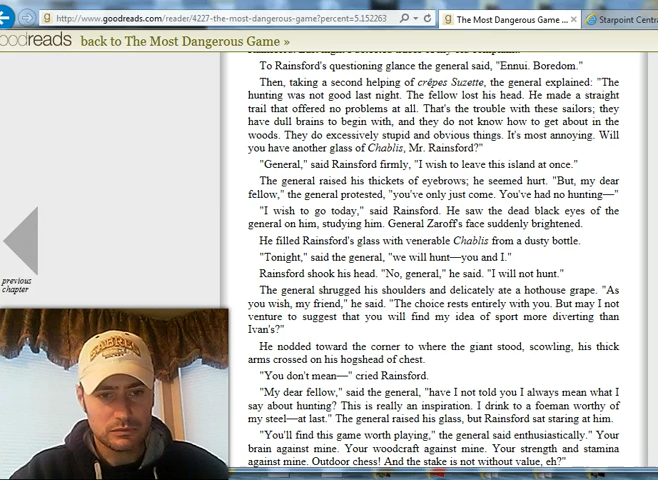 http://www.goodreads.com/reader/4227-the-most-dangerous-game?percent=5.152263
The Most Dangerous Game ...
Starpoint Centra
oodreads back to The Most Dangerous Game »
To Rainsford's questioning glance the general said, "Ennui. Boredom."
Then, taking a second helping of crêpes Suzette, the general explained: "The
hunting was not good last night. The fellow lost his head. He made a straight
trail that offered no problems at all. That's the trouble with these sailors; they
have dull brains to begin with, and they do not know how to get about in the
woods. They do excessively stupid and obvious things. It's most annoying. Will
you have another glass of Chablis, Mr. Rainsford?"
"General," said Rainsford firmly, "I wish to leave this island at once."
The general raised his thickets of eyebrows; he seemed hurt. "But, my dear
fellow," the general protested, "you've only just come. You've had no hunting—"
"I wish to go today," said Rainsford. He saw the dead black eyes of the
general on him, studying him. General Zaroff's face suddenly brightened.
He filled Rainsford's glass with venerable Chablis from a dusty bottle.
"Tonight," said the general, "we will hunt—you and I."
Rainsford shook his head. "No, general," he said. "I will not hunt."
The general shrugged his shoulders and delicately ate a hothouse grape. "As
you wish, my friend," he said. "The choice rests entirely with you. But may I not
venture to suggest that you will find my idea of sport more diverting than
Ivan's?"
He nodded toward the corner to where the giant stood, scowling, his thick
arms crossed on his hogshead of chest.
"You don't mean—" cried Rainsford.
"My dear fellow," said the general, "have I not told you I always mean what I
say about hunting? This is really an inspiration. I drink to a foeman worthy of
my steel—at last." The general raised his glass, but Rainsford sat staring at him.
"You'll find this game worth playing," the general said enthusiastically." Your
brain against mine. Your woodcraft against mine. Your strength and stamina
against mine. Outdoor chess! And the stake is not without value, eh?"
previous
chapter